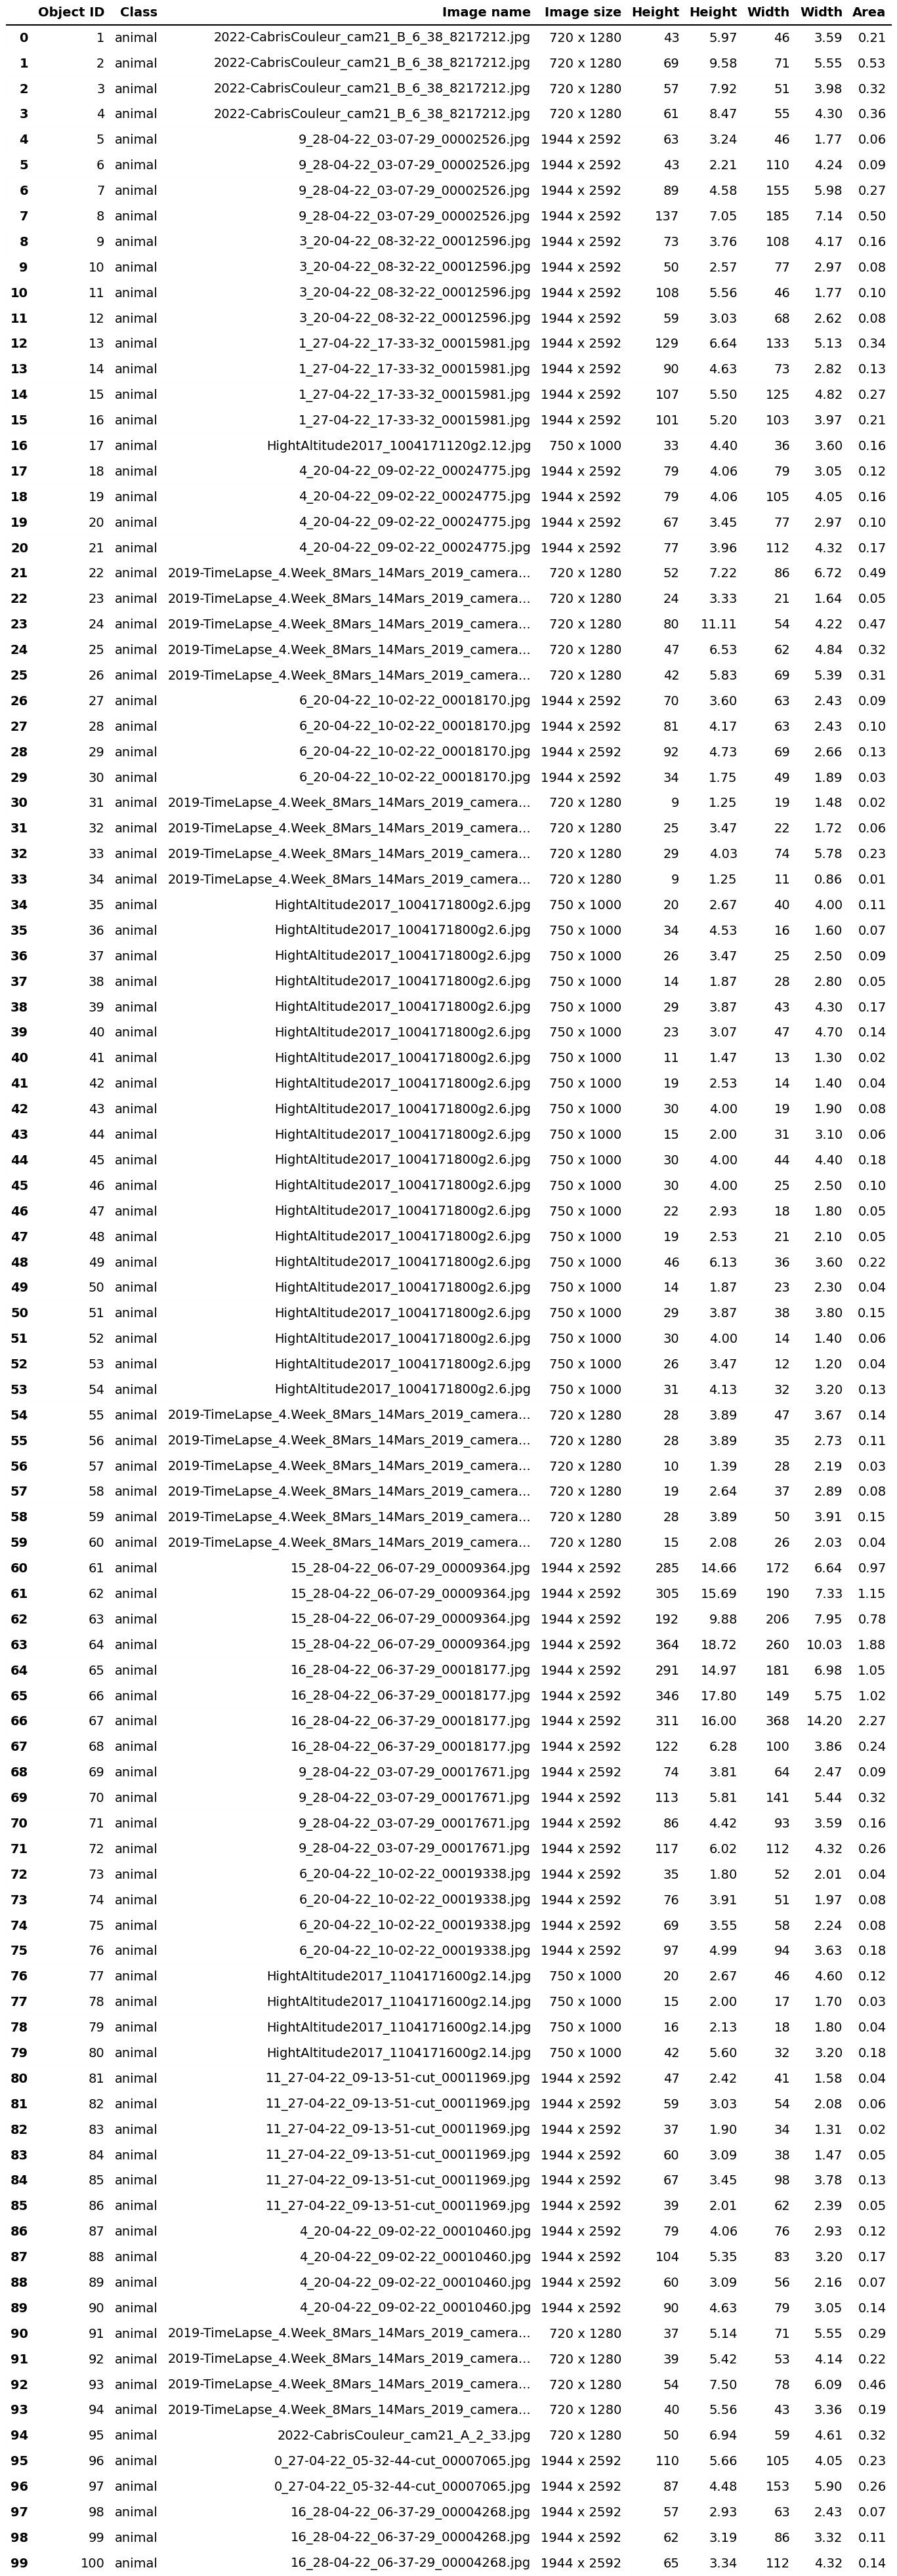 Object ID Class Image name Image size Height Height Width Width Area
0 1 animal 2022-CabrisCouleur_cam21_B_6_38_8217212.jpg 720 x 1280 43 5.97 46 3.59 0.21
1 2 animal 2022-CabrisCouleur_cam21_B_6_38_8217212.jpg 720 x 1280 69 9.58 71 5.55 0.53
2 3 animal 2022-CabrisCouleur_cam21_B_6_38_8217212.jpg 720 x 1280 57 7.92 51 3.98 0.32
3 4 animal 2022-CabrisCouleur_cam21_B_6_38_8217212.jpg 720 x 1280 61 8.47 55 4.30 0.36
4 5 animal 9_28-04-22_03-07-29_00002526.jpg 1944 x 2592 63 3.24 46 1.77 0.06
5 6 animal 9_28-04-22_03-07-29_00002526.jpg 1944 x 2592 43 2.21 110 4.24 0.09
6 7 animal 9_28-04-22_03-07-29_00002526.jpg 1944 x 2592 89 4.58 155 5.98 0.27
7 8 animal 9_28-04-22_03-07-29_00002526.jpg 1944 x 2592 137 7.05 185 7.14 0.50
8 9 animal 3_20-04-22_08-32-22_00012596.jpg 1944 x 2592 73 3.76 108 4.17 0.16
9 10 animal 3_20-04-22_08-32-22_00012596.jpg 1944 x 2592 50 2.57 77 2.97 0.08
10 11 animal 3_20-04-22_08-32-22_00012596.jpg 1944 x 2592 108 5.56 46 1.77 0.10
11 12 animal 3_20-04-22_08-32-22_00012596.jpg 1944 x 2592 59 3.03 68 2.62 0.08
12 13 animal 1_27-04-22_17-33-32_00015981.jpg 1944 x 2592 129 6.64 133 5.13 0.34
13 14 animal 1_27-04-22_17-33-32_00015981.jpg 1944 x 2592 90 4.63 73 2.82 0.13
14 15 animal 1_27-04-22_17-33-32_00015981.jpg 1944 x 2592 107 5.50 125 4.82 0.27
15 16 animal 1_27-04-22_17-33-32_00015981.jpg 1944 x 2592 101 5.20 103 3.97 0.21
16 17 animal HightAltitude2017_1004171120g2.12.jpg 750 x 1000 33 4.40 36 3.60 0.16
17 18 animal 4_20-04-22_09-02-22_00024775.jpg 1944 x 2592 79 4.06 79 3.05 0.12
18 19 animal 4_20-04-22_09-02-22_00024775.jpg 1944 x 2592 79 4.06 105 4.05 0.16
19 20 animal 4_20-04-22_09-02-22_00024775.jpg 1944 x 2592 67 3.45 77 2.97 0.10
20 21 animal 4_20-04-22_09-02-22_00024775.jpg 1944 x 2592 77 3.96 112 4.32 0.17
21 22 animal 2019-TimeLapse_4.Week_8Mars_14Mars_2019_camera... 720 x 1280 52 7.22 86 6.72 0.49
22 23 animal 2019-TimeLapse_4.Week_8Mars_14Mars_2019_camera... 720 x 1280 24 3.33 21 1.64 0.05
23 24 animal 2019-TimeLapse_4.Week_8Mars_14Mars_2019_camera... 720 x 1280 80 11.11 54 4.22 0.47
24 25 animal 2019-TimeLapse_4.Week_8Mars_14Mars_2019_camera... 720 x 1280 47 6.53 62 4.84 0.32
25 26 animal 2019-TimeLapse_4.Week_8Mars_14Mars_2019_camera... 720 x 1280 42 5.83 69 5.39 0.31
26 27 animal 6_20-04-22_10-02-22_00018170.jpg 1944 x 2592 70 3.60 63 2.43 0.09
27 28 animal 6_20-04-22_10-02-22_00018170.jpg 1944 x 2592 81 4.17 63 2.43 0.10
28 29 animal 6_20-04-22_10-02-22_00018170.jpg 1944 x 2592 92 4.73 69 2.66 0.13
29 30 animal 6_20-04-22_10-02-22_00018170.jpg 1944 x 2592 34 1.75 49 1.89 0.03
30 31 animal 2019-TimeLapse_4.Week_8Mars_14Mars_2019_camera... 720 x 1280 9 1.25 19 1.48 0.02
31 32 animal 2019-TimeLapse_4.Week_8Mars_14Mars_2019_camera... 720 x 1280 25 3.47 22 1.72 0.06
32 33 animal 2019-TimeLapse_4.Week_8Mars_14Mars_2019_camera... 720 x 1280 29 4.03 74 5.78 0.23
33 34 animal 2019-TimeLapse_4.Week_8Mars_14Mars_2019_camera... 720 x 1280 9 1.25 11 0.86 0.01
34 35 animal HightAltitude2017_1004171800g2.6.jpg 750 x 1000 20 2.67 40 4.00 0.11
35 36 animal HightAltitude2017_1004171800g2.6.jpg 750 x 1000 34 4.53 16 1.60 0.07
36 37 animal HightAltitude2017_1004171800g2.6.jpg 750 x 1000 26 3.47 25 2.50 0.09
37 38 animal HightAltitude2017_1004171800g2.6.jpg 750 x 1000 14 1.87 28 2.80 0.05
38 39 animal HightAltitude2017_1004171800g2.6.jpg 750 x 1000 29 3.87 43 4.30 0.17
39 40 animal HightAltitude2017_1004171800g2.6.jpg 750 x 1000 23 3.07 47 4.70 0.14
40 41 animal HightAltitude2017_1004171800g2.6.jpg 750 x 1000 11 1.47 13 1.30 0.02
41 42 animal HightAltitude2017_1004171800g2.6.jpg 750 x 1000 19 2.53 14 1.40 0.04
42 43 animal HightAltitude2017_1004171800g2.6.jpg 750 x 1000 30 4.00 19 1.90 0.08
43 44 animal HightAltitude2017_1004171800g2.6.jpg 750 x 1000 15 2.00 31 3.10 0.06
44 45 animal HightAltitude2017_1004171800g2.6.jpg 750 x 1000 30 4.00 44 4.40 0.18
45 46 animal HightAltitude2017_1004171800g2.6.jpg 750 x 1000 30 4.00 25 2.50 0.10
46 47 animal HightAltitude2017_1004171800g2.6.jpg 750 x 1000 22 2.93 18 1.80 0.05
47 48 animal HightAltitude2017_1004171800g2.6.jpg 750 x 1000 19 2.53 21 2.10 0.05
48 49 animal HightAltitude2017_1004171800g2.6.jpg 750 x 1000 46 6.13 36 3.60 0.22
49 50 animal HightAltitude2017_1004171800g2.6.jpg 750 x 1000 14 1.87 23 2.30 0.04
50 51 animal HightAltitude2017_1004171800g2.6.jpg 750 x 1000 29 3.87 38 3.80 0.15
51 52 animal HightAltitude2017_1004171800g2.6.jpg 750 x 1000 30 4.00 14 1.40 0.06
52 53 animal HightAltitude2017_1004171800g2.6.jpg 750 x 1000 26 3.47 12 1.20 0.04
53 54 animal HightAltitude2017_1004171800g2.6.jpg 750 x 1000 31 4.13 32 3.20 0.13
54 55 animal 2019-TimeLapse_4.Week_8Mars_14Mars_2019_camera... 720 x 1280 28 3.89 47 3.67 0.14
55 56 animal 2019-TimeLapse_4.Week_8Mars_14Mars_2019_camera... 720 x 1280 28 3.89 35 2.73 0.11
56 57 animal 2019-TimeLapse_4.Week_8Mars_14Mars_2019_camera... 720 x 1280 10 1.39 28 2.19 0.03
57 58 animal 2019-TimeLapse_4.Week_8Mars_14Mars_2019_camera... 720 x 1280 19 2.64 37 2.89 0.08
58 59 animal 2019-TimeLapse_4.Week_8Mars_14Mars_2019_camera... 720 x 1280 28 3.89 50 3.91 0.15
59 60 animal 2019-TimeLapse_4.Week_8Mars_14Mars_2019_camera... 720 x 1280 15 2.08 26 2.03 0.04
60 61 animal 15_28-04-22_06-07-29_00009364.jpg 1944 x 2592 285 14.66 172 6.64 0.97
61 62 animal 15_28-04-22_06-07-29_00009364.jpg 1944 x 2592 305 15.69 190 7.33 1.15
62 63 animal 15_28-04-22_06-07-29_00009364.jpg 1944 x 2592 192 9.88 206 7.95 0.78
63 64 animal 15_28-04-22_06-07-29_00009364.jpg 1944 x 2592 364 18.72 260 10.03 1.88
64 65 animal 16_28-04-22_06-37-29_00018177.jpg 1944 x 2592 291 14.97 181 6.98 1.05
65 66 animal 16_28-04-22_06-37-29_00018177.jpg 1944 x 2592 346 17.80 149 5.75 1.02
66 67 animal 16_28-04-22_06-37-29_00018177.jpg 1944 x 2592 311 16.00 368 14.20 2.27
67 68 animal 16_28-04-22_06-37-29_00018177.jpg 1944 x 2592 122 6.28 100 3.86 0.24
68 69 animal 9_28-04-22_03-07-29_00017671.jpg 1944 x 2592 74 3.81 64 2.47 0.09
69 70 animal 9_28-04-22_03-07-29_00017671.jpg 1944 x 2592 113 5.81 141 5.44 0.32
70 71 animal 9_28-04-22_03-07-29_00017671.jpg 1944 x 2592 86 4.42 93 3.59 0.16
71 72 animal 9_28-04-22_03-07-29_00017671.jpg 1944 x 2592 117 6.02 112 4.32 0.26
72 73 animal 6_20-04-22_10-02-22_00019338.jpg 1944 x 2592 35 1.80 52 2.01 0.04
73 74 animal 6_20-04-22_10-02-22_00019338.jpg 1944 x 2592 76 3.91 51 1.97 0.08
74 75 animal 6_20-04-22_10-02-22_00019338.jpg 1944 x 2592 69 3.55 58 2.24 0.08
75 76 animal 6_20-04-22_10-02-22_00019338.jpg 1944 x 2592 97 4.99 94 3.63 0.18
76 77 animal HightAltitude2017_1104171600g2.14.jpg 750 x 1000 20 2.67 46 4.60 0.12
77 78 animal HightAltitude2017_1104171600g2.14.jpg 750 x 1000 15 2.00 17 1.70 0.03
78 79 animal HightAltitude2017_1104171600g2.14.jpg 750 x 1000 16 2.13 18 1.80 0.04
79 80 animal HightAltitude2017_1104171600g2.14.jpg 750 x 1000 42 5.60 32 3.20 0.18
80 81 animal 11_27-04-22_09-13-51-cut_00011969.jpg 1944 x 2592 47 2.42 41 1.58 0.04
81 82 animal 11_27-04-22_09-13-51-cut_00011969.jpg 1944 x 2592 59 3.03 54 2.08 0.06
82 83 animal 11_27-04-22_09-13-51-cut_00011969.jpg 1944 x 2592 37 1.90 34 1.31 0.02
83 84 animal 11_27-04-22_09-13-51-cut_00011969.jpg 1944 x 2592 60 3.09 38 1.47 0.05
84 85 animal 11_27-04-22_09-13-51-cut_00011969.jpg 1944 x 2592 67 3.45 98 3.78 0.13
85 86 animal 11_27-04-22_09-13-51-cut_00011969.jpg 1944 x 2592 39 2.01 62 2.39 0.05
86 87 animal 4_20-04-22_09-02-22_00010460.jpg 1944 x 2592 79 4.06 76 2.93 0.12
87 88 animal 4_20-04-22_09-02-22_00010460.jpg 1944 x 2592 104 5.35 83 3.20 0.17
88 89 animal 4_20-04-22_09-02-22_00010460.jpg 1944 x 2592 60 3.09 56 2.16 0.07
89 90 animal 4_20-04-22_09-02-22_00010460.jpg 1944 x 2592 90 4.63 79 3.05 0.14
90 91 animal 2019-TimeLapse_4.Week_8Mars_14Mars_2019_camera... 720 x 1280 37 5.14 71 5.55 0.29
91 92 animal 2019-TimeLapse_4.Week_8Mars_14Mars_2019_camera... 720 x 1280 39 5.42 53 4.14 0.22
92 93 animal 2019-TimeLapse_4.Week_8Mars_14Mars_2019_camera... 720 x 1280 54 7.50 78 6.09 0.46
93 94 animal 2019-TimeLapse_4.Week_8Mars_14Mars_2019_camera... 720 x 1280 40 5.56 43 3.36 0.19
94 95 animal 2022-CabrisCouleur_cam21_A_2_33.jpg 720 x 1280 50 6.94 59 4.61 0.32
95 96 animal 0_27-04-22_05-32-44-cut_00007065.jpg 1944 x 2592 110 5.66 105 4.05 0.23
96 97 animal 0_27-04-22_05-32-44-cut_00007065.jpg 1944 x 2592 87 4.48 153 5.90 0.26
97 98 animal 16_28-04-22_06-37-29_00004268.jpg 1944 x 2592 57 2.93 63 2.43 0.07
98 99 animal 16_28-04-22_06-37-29_00004268.jpg 1944 x 2592 62 3.19 86 3.32 0.11
99 100 animal 16_28-04-22_06-37-29_00004268.jpg 1944 x 2592 65 3.34 112 4.32 0.14